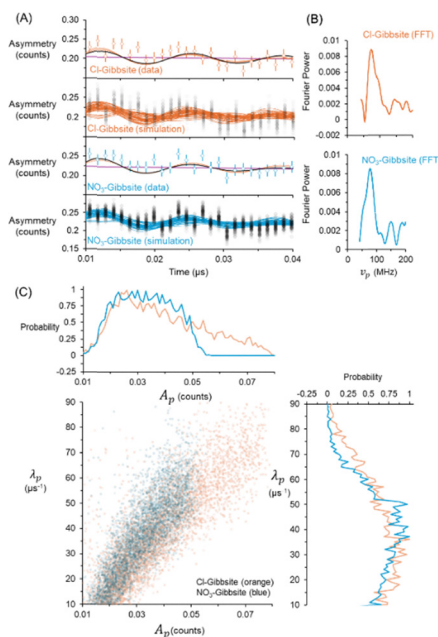 (A)
Asymmetry
(counts)
0.25
0.20
Cl-Gibbsite (data)
Asymmetry
(counts)
0.25
0.2
Cl-Gibbsite (simulation)
Asymmetry
(counts)
0.25
0.20
NO₃-Gibbsite (data)
Asymmetry
(counts)
0.25
0.2
0.15
NO₃-Gibbsite (simulation)
0.01 0.02 0.03 0.04
Time (μs)
(B)
Cl-Gibbsite (FFT)
Fourier Power
0.01
0.008
0.006
0.004
0.002
0
-0.002
NO₃-Gibbsite (FFT
Fourier Power
0.01
0.008
0.006
0.004
0.002
0
0 100 200
νp (MHz)
(C)
Probability
1
0.75
0.5
0.25
0
-0.25
0.01 0.03 0.05 0.07
Ap (counts)
λp
(μs⁻¹)
90
80
70
60
50
40
30
20
10
Cl-Gibbsite (orange)
NO₃-Gibbsite (blue)
0.01 0.03 0.05 0.07
Ap (counts)
Probability
-0.25 0 0.25 0.5 0.75 1
λp
(μs⁻¹)
90
80
70
60
50
40
30
20
10